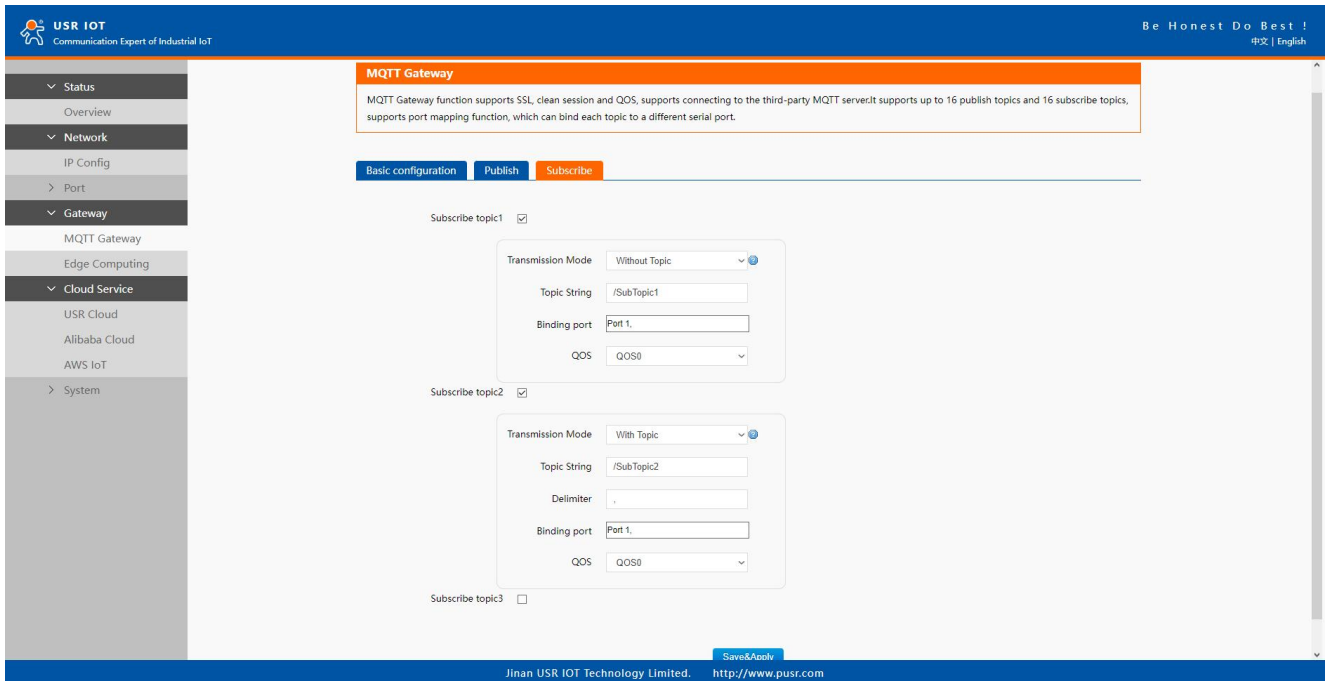 USR IOT
Communication Expert of Industrial IoT
Be Honest Do Best !
中文 | English
Status
Overview
Network
IP Config
Port
Gateway
MQTT Gateway
Edge Computing
Cloud Service
USR Cloud
Alibaba Cloud
AWS IoT
System
MQTT Gateway
MQTT Gateway function supports SSL, clean session and QOS, supports connecting to the third-party MQTT server.It supports up to 16 publish topics and 16 subscribe topics,
supports port mapping function, which can bind each topic to a different serial port.
Basic configuration Publish Subscribe
Subscribe topic1
Transmission Mode Without Topic
Topic String /SubTopic1
Binding port Port 1,
QOS QOS0
Subscribe topic2
Transmission Mode With Topic
Topic String /SubTopic2
Delimiter ,
Binding port Port 1,
QOS QOS0
Subscribe topic3
Save&Apply
Jinan USR IOT Technology Limited. http://www.pusr.com